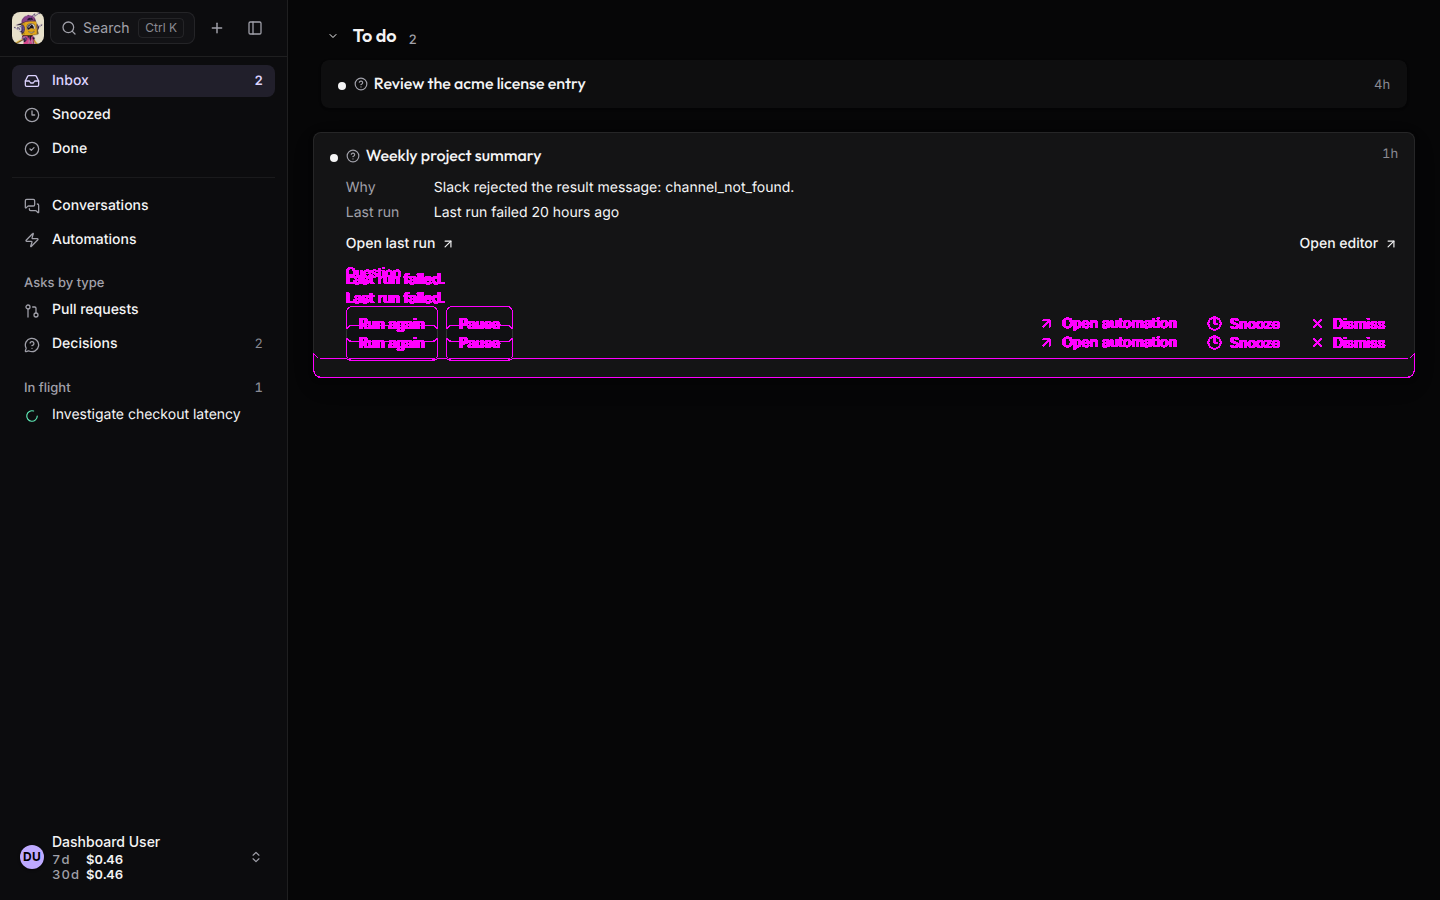 Search Ctrl K
Inbox 2
Snoozed
Done
Conversations
Automations
Asks by type
Pull requests
Decisions 2
In flight 1
Investigate checkout latency
DU Dashboard User
7d $0.46
30d $0.46
To do 2
Review the acme license entry 4h
Weekly project summary 1h
Why Slack rejected the result message: channel_not_found.
Last run Last run failed 20 hours ago
Open last run Open editor
Question
Last run failed.
Last run failed.
Run again Pause Open automation Snooze Dismiss
Run again Pause Open automation Snooze Dismiss